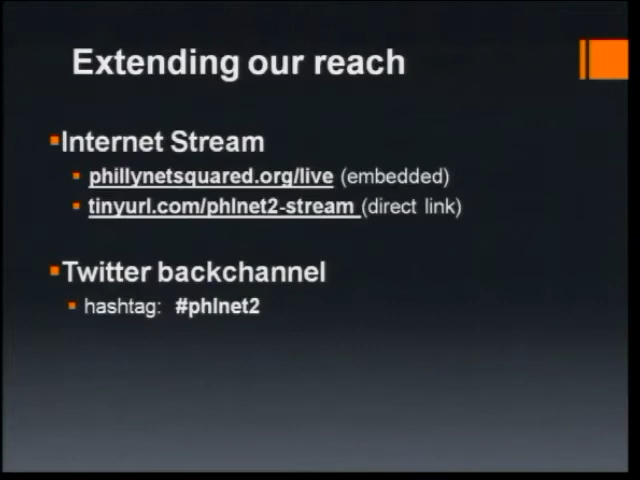 Extending our reach
Internet Stream
phillynetsquared.org/live (embedded)
tinyurl.com/phlnet2-stream (direct link)
Twitter backchannel
hashtag: #phlnet2